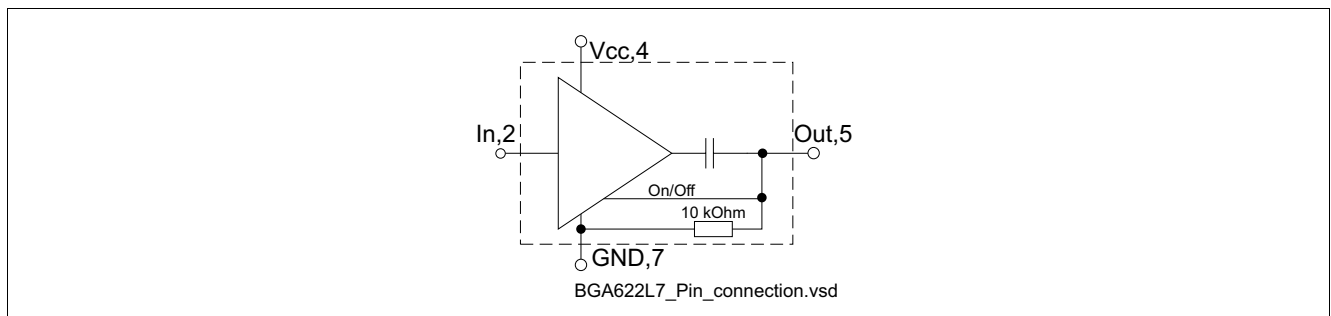 Vcc,4
In,2
Out,5
On/Off
10 kOhm
GND,7
BGA622L7_Pin_connection.vsd